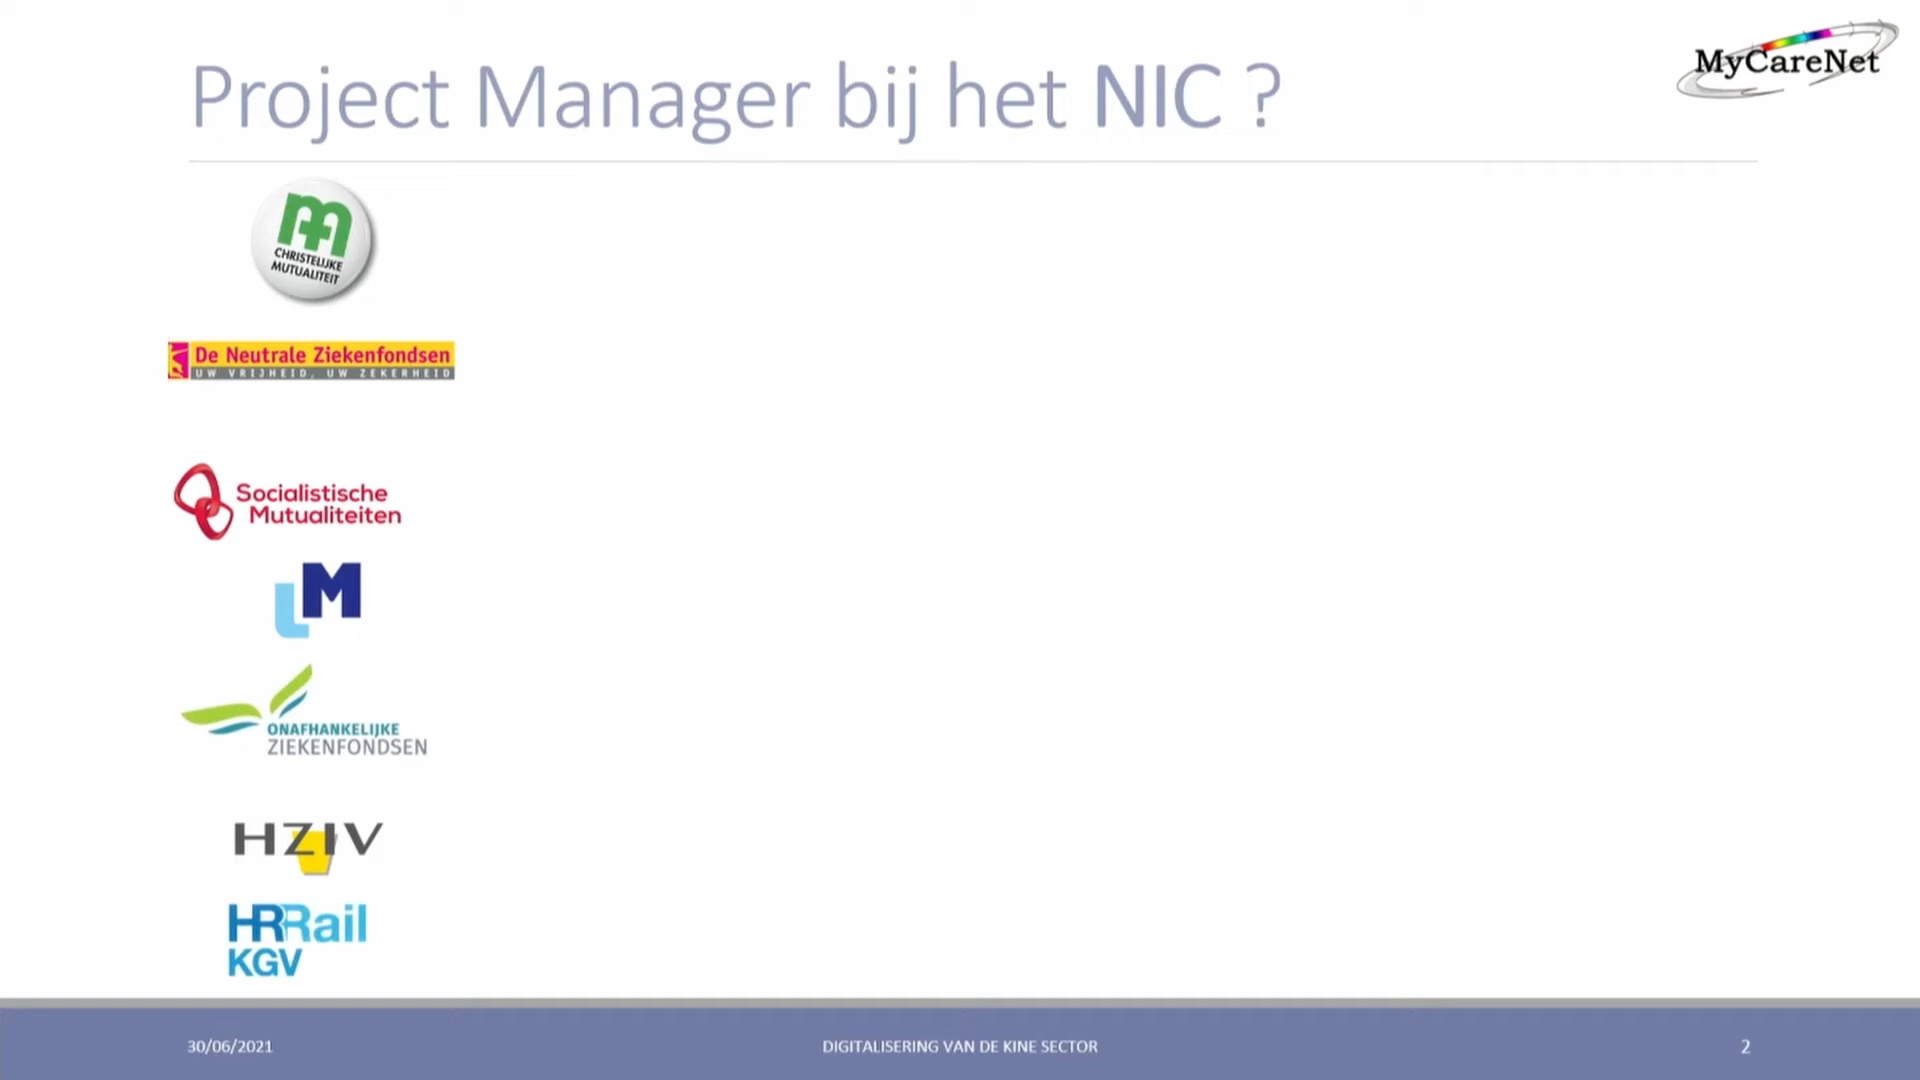 Project Manager bij het NIC ?
MyCareNet
CHRISTELIJKE
MUTUALITEIT
De Neutrale Ziekenfondsen
UW VRIJHEID, UW ZEKERHEID
Socialistische
Mutualiteiten
LM
ONAFHANKELIJKE
ZIEKENFONDSEN
HZIV
HRRail
KGV
30/06/2021
DIGITALISERING VAN DE KINE SECTOR
2